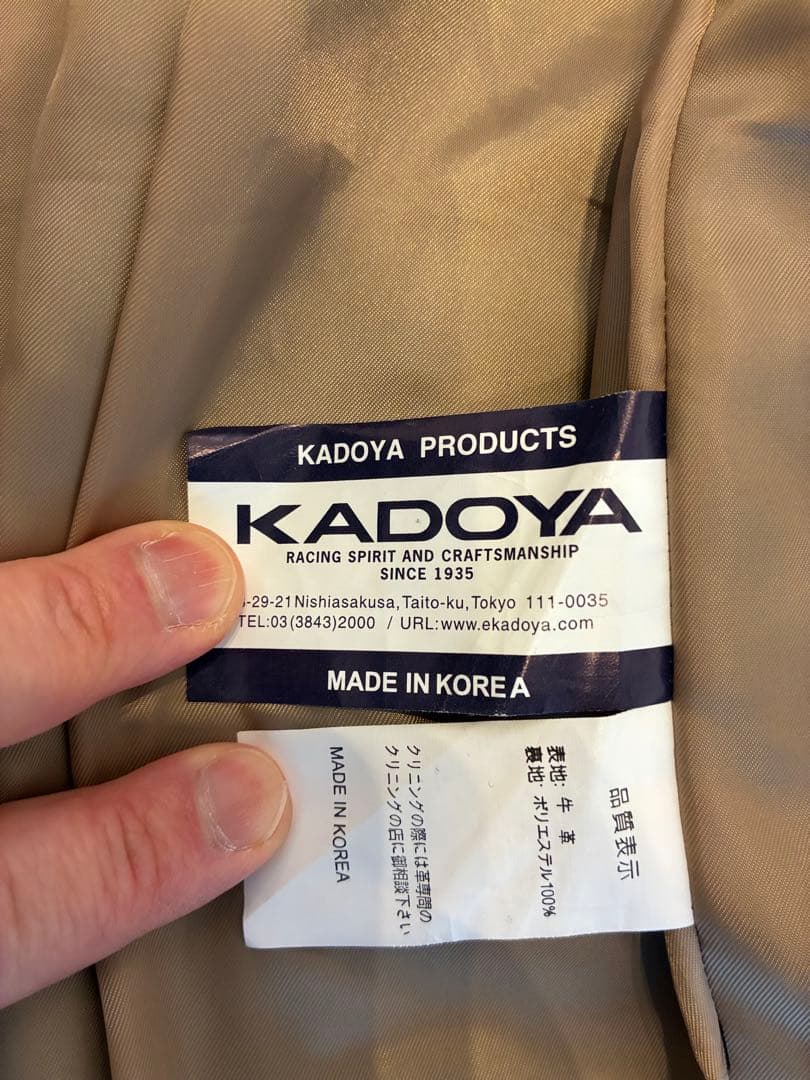 KADOYA PRODUCTS
KADOYA
RACING SPIRIT AND CRAFTSMANSHIP
SINCE 1935
-29-21 Nishiasakusa, Taito-ku, Tokyo 111-0035
TEL:03(3843)2000 / URL:www.ekadoya.com
MADE IN KOREA
品質表示
表地: 牛 革
裏地: ポリエステル100%
クリニングの際には革専問の
クリニングの店に御相談下さい
MADE IN KOREA